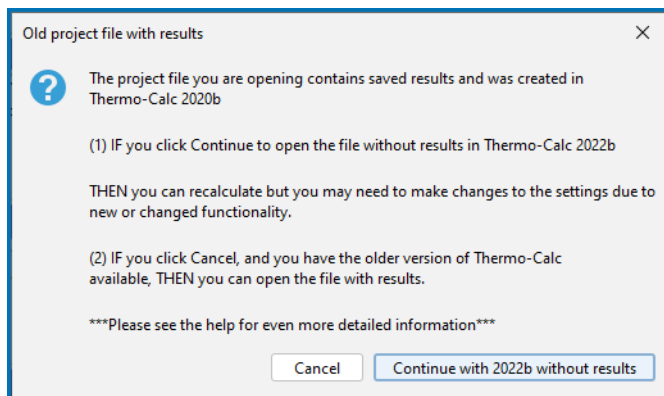 Old project file with results
The project file you are opening contains saved results and was created in
Thermo-Calc 2020b
(1) IF you click Continue to open the file without results in Thermo-Calc 2022b
THEN you can recalculate but you may need to make changes to the settings due to
new or changed functionality.
(2) IF you click Cancel, and you have the older version of Thermo-Calc
available, THEN you can open the file with results.
***Please see the help for even more detailed information***
Cancel
Continue with 2022b without results